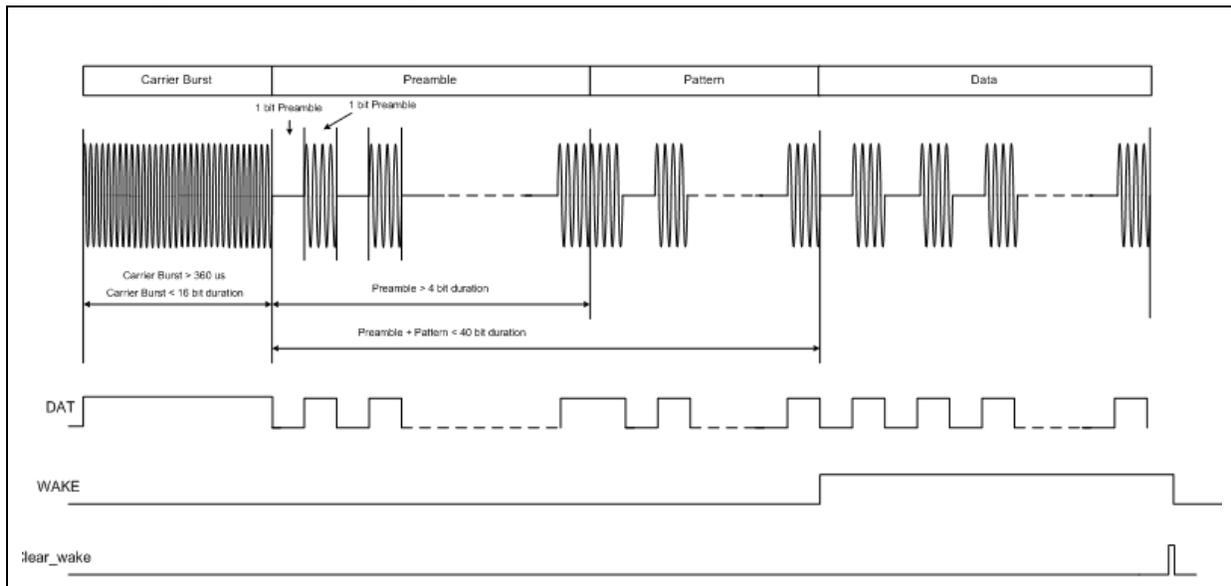 Carrier Burst Preamble Pattern Data
1 bit Preamble 1 bit Preamble
Carrier Burst > 360 us
Carrier Burst < 16 bit duration
Preamble > 4 bit duration
Preamble + Pattern < 40 bit duration
DAT
WAKE
lear_wake